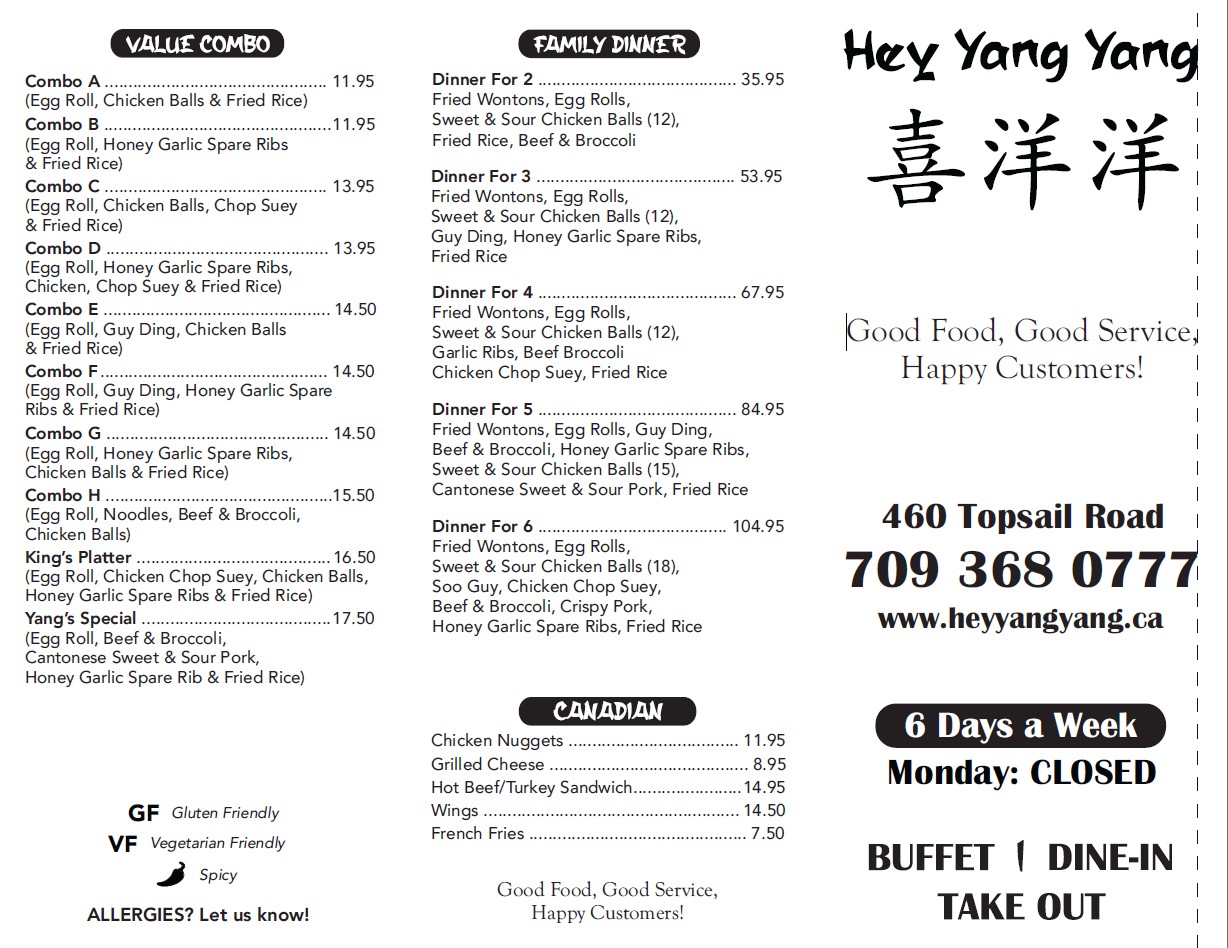 VALUE COMBO
Combo A ............................................... 11.95
(Egg Roll, Chicken Balls & Fried Rice)
Combo B ...............................................11.95
(Egg Roll, Honey Garlic Spare Ribs
& Fried Rice)
Combo C .............................................. 13.95
(Egg Roll, Chicken Balls, Chop Suey
& Fried Rice)
Combo D .............................................. 13.95
(Egg Roll, Honey Garlic Spare Ribs,
Chicken, Chop Suey & Fried Rice)
Combo E ............................................... 14.50
(Egg Roll, Guy Ding, Chicken Balls
& Fried Rice)
Combo F............................................... 14.50
(Egg Roll, Guy Ding, Honey Garlic Spare
Ribs & Fried Rice)
Combo G .............................................. 14.50
(Egg Roll, Honey Garlic Spare Ribs,
Chicken Balls & Fried Rice)
Combo H ...............................................15.50
(Egg Roll, Noodles, Beef & Broccoli,
Chicken Balls)
King's Platter ........................................16.50
(Egg Roll, Chicken Chop Suey, Chicken Balls,
Honey Garlic Spare Ribs & Fried Rice)
Yang's Special .......................................17.50
(Egg Roll, Beef & Broccoli,
Cantonese Sweet & Sour Pork,
Honey Garlic Spare Rib & Fried Rice)
GF Gluten Friendly
VF Vegetarian Friendly
Spicy
ALLERGIES? Let us know!
FAMILY DINNER
Dinner For 2 ......................................... 35.95
Fried Wontons, Egg Rolls,
Sweet & Sour Chicken Balls (12),
Fried Rice, Beef & Broccoli
Dinner For 3 ......................................... 53.95
Fried Wontons, Egg Rolls,
Sweet & Sour Chicken Balls (12),
Guy Ding, Honey Garlic Spare Ribs,
Fried Rice
Dinner For 4 ......................................... 67.95
Fried Wontons, Egg Rolls,
Sweet & Sour Chicken Balls (12),
Garlic Ribs, Beef Broccoli
Chicken Chop Suey, Fried Rice
Dinner For 5 ......................................... 84.95
Fried Wontons, Egg Rolls, Guy Ding,
Beef & Broccoli, Honey Garlic Spare Ribs,
Sweet & Sour Chicken Balls (15),
Cantonese Sweet & Sour Pork, Fried Rice
Dinner For 6 ....................................... 104.95
Fried Wontons, Egg Rolls,
Sweet & Sour Chicken Balls (18),
Soo Guy, Chicken Chop Suey,
Beef & Broccoli, Crispy Pork,
Honey Garlic Spare Ribs, Fried Rice
CANADIAN
Chicken Nuggets .................................... 11.95
Grilled Cheese .......................................... 8.95
Hot Beef/Turkey Sandwich.......................14.95
Wings ...................................................... 14.50
French Fries .............................................. 7.50
Good Food, Good Service,
Happy Customers!
Hey Yang Yang
喜洋洋
Good Food, Good Service,
Happy Customers!
460 Topsail Road
709 368 0777
www.heyyangyang.ca
6 Days a Week
Monday: CLOSED
BUFFET | DINE-IN
TAKE OUT